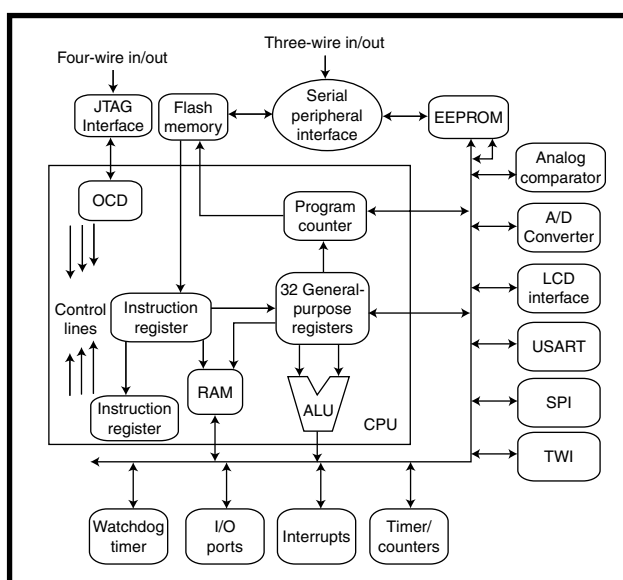 Three-wire in/out
Four-wire in/out
JTAG
Interface
Flash
memory
Serial
peripheral
interface
EEPROM
Analog
comparator
OCD
Program
counter
A/D
Converter
Control
lines
Instruction
register
32 General-
purpose
registers
LCD
interface
USART
RAM
ALU
Instruction
register
CPU
SPI
TWI
Watchdog
timer
I/O
ports
Interrupts
Timer/
counters